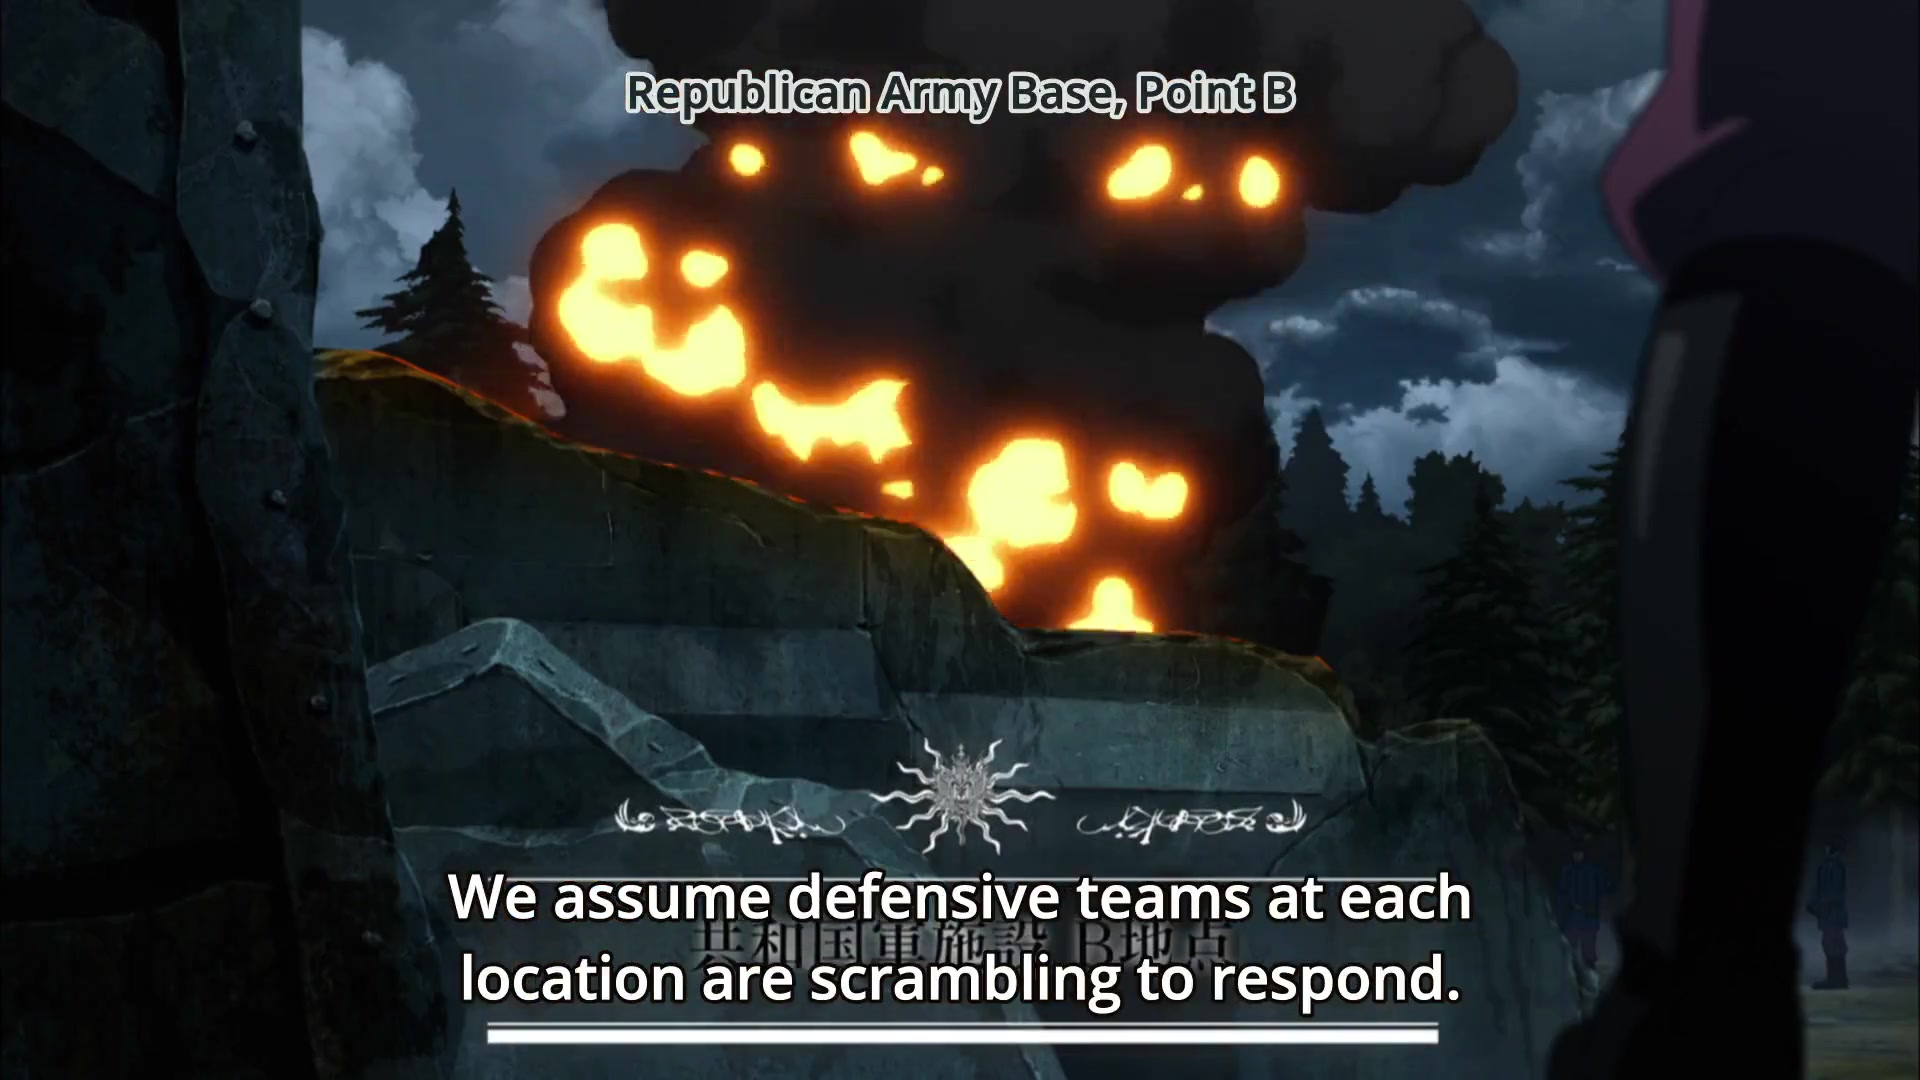 Republican Army Base, Point B
We assume defensive teams at each
共和国軍施設 B地点
location are scrambling to respond.